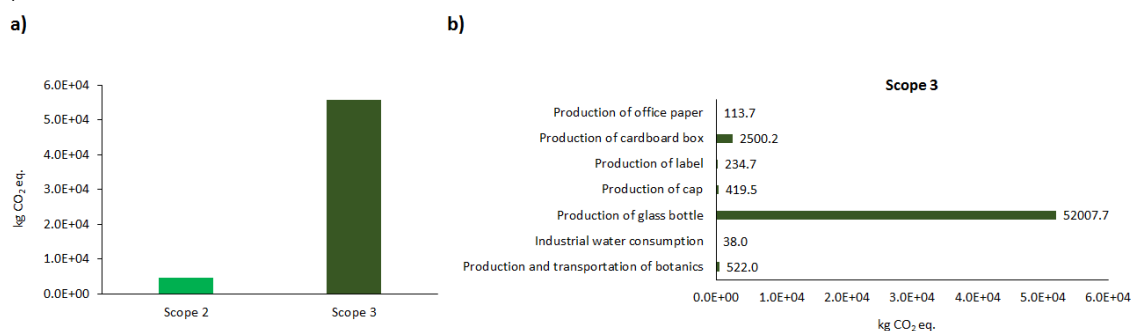 a)
6.0E+04
5.0E+04
4.0E+04
3.0E+04
2.0E+04
1.0E+04
0.0E+00
kg CO₂ eq.
Scope 2
Scope 3
b)
Scope 3
Production of office paper 113.7
Production of cardboard box 2500.2
Production of label 234.7
Production of cap 419.5
Production of glass bottle 52007.7
Industrial water consumption 38.0
Production and transportation of botanics 522.0
0.0E+00 1.0E+04 2.0E+04 3.0E+04 4.0E+04 5.0E+04 6.0E+04
kg CO₂ eq.